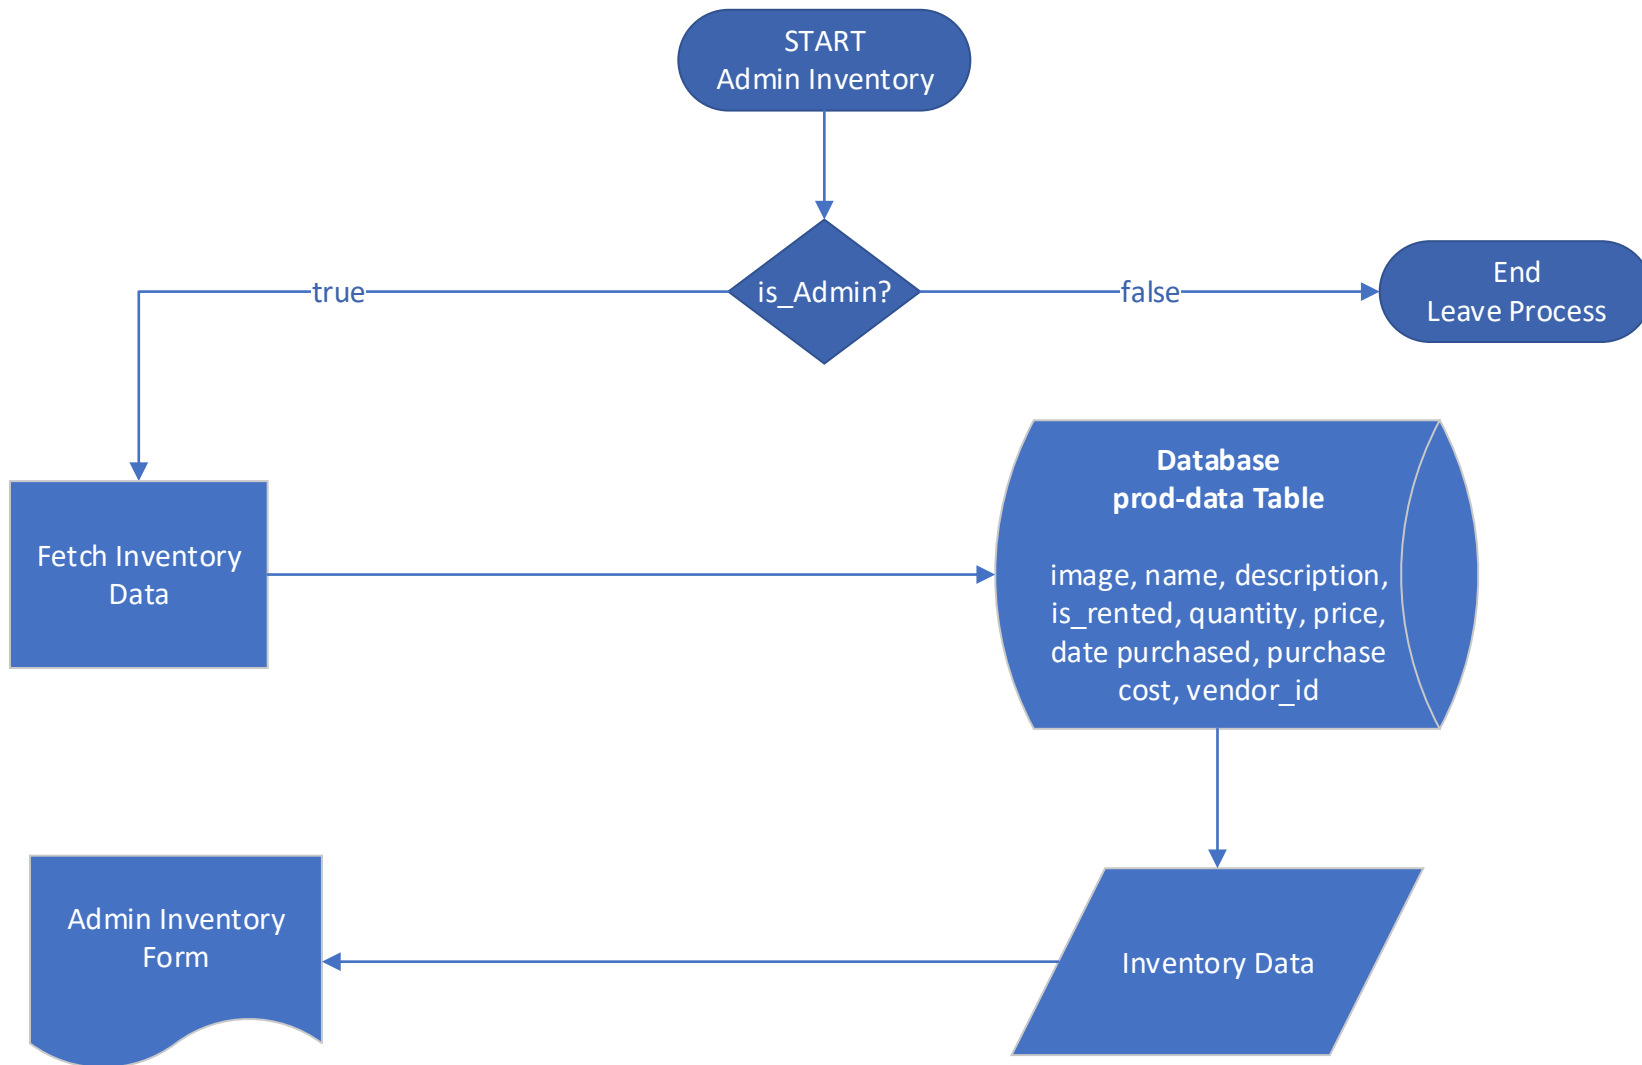 START
Admin Inventory
is_Admin?
true
false
End
Leave Process
Fetch Inventory
Data
Database
prod-data Table
image, name, description,
is_rented, quantity, price,
date purchased, purchase
cost, vendor_id
Admin Inventory
Form
Inventory Data